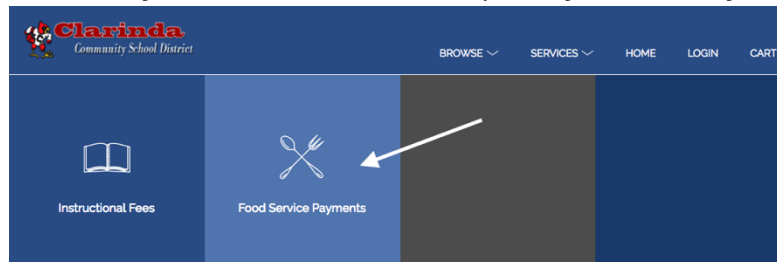 Clarinda
Community School District
BROWSE SERVICES HOME LOGIN CART
Instructional Fees
Food Service Payments